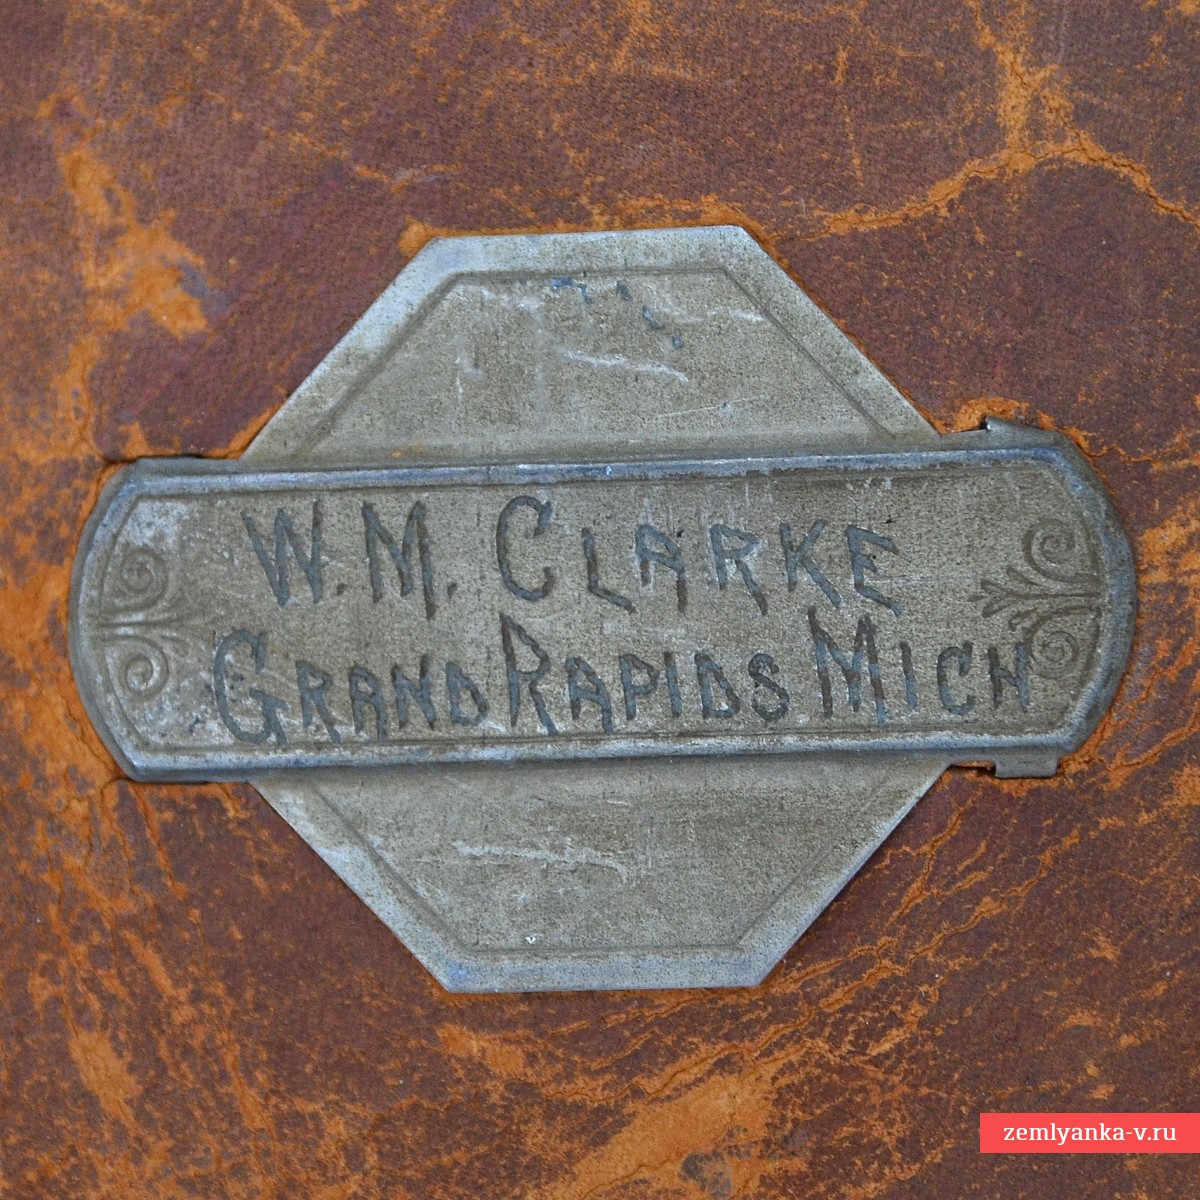 W.M. CLARKE
GRAND RAPIDS MICH
zemlyanka-v.ru